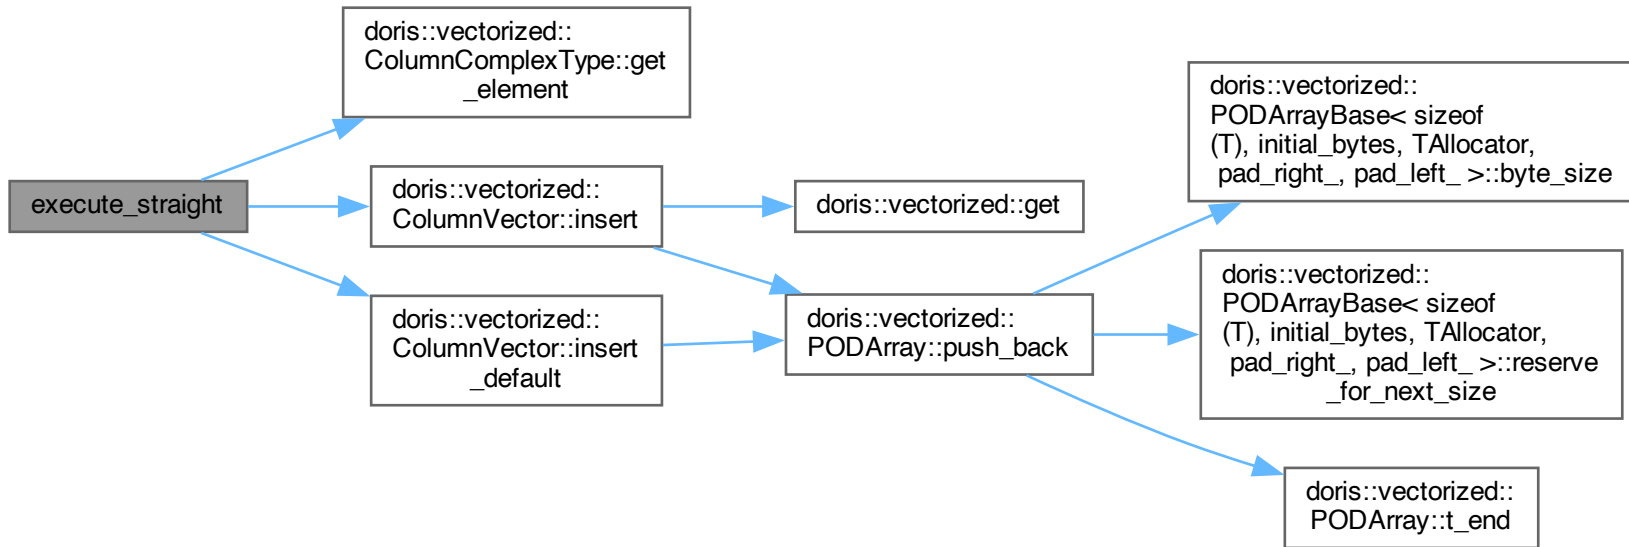 execute_straight
doris::vectorized::
ColumnComplexType::get
_element
doris::vectorized::
ColumnVector::insert
doris::vectorized::
ColumnVector::insert
_default
doris::vectorized::get
doris::vectorized::
PODArray::push_back
doris::vectorized::
PODArrayBase< sizeof
(T), initial_bytes, TAllocator,
pad_right_, pad_left_ >::byte_size
doris::vectorized::
PODArrayBase< sizeof
(T), initial_bytes, TAllocator,
pad_right_, pad_left_ >::reserve
_for_next_size
doris::vectorized::
PODArray::t_end